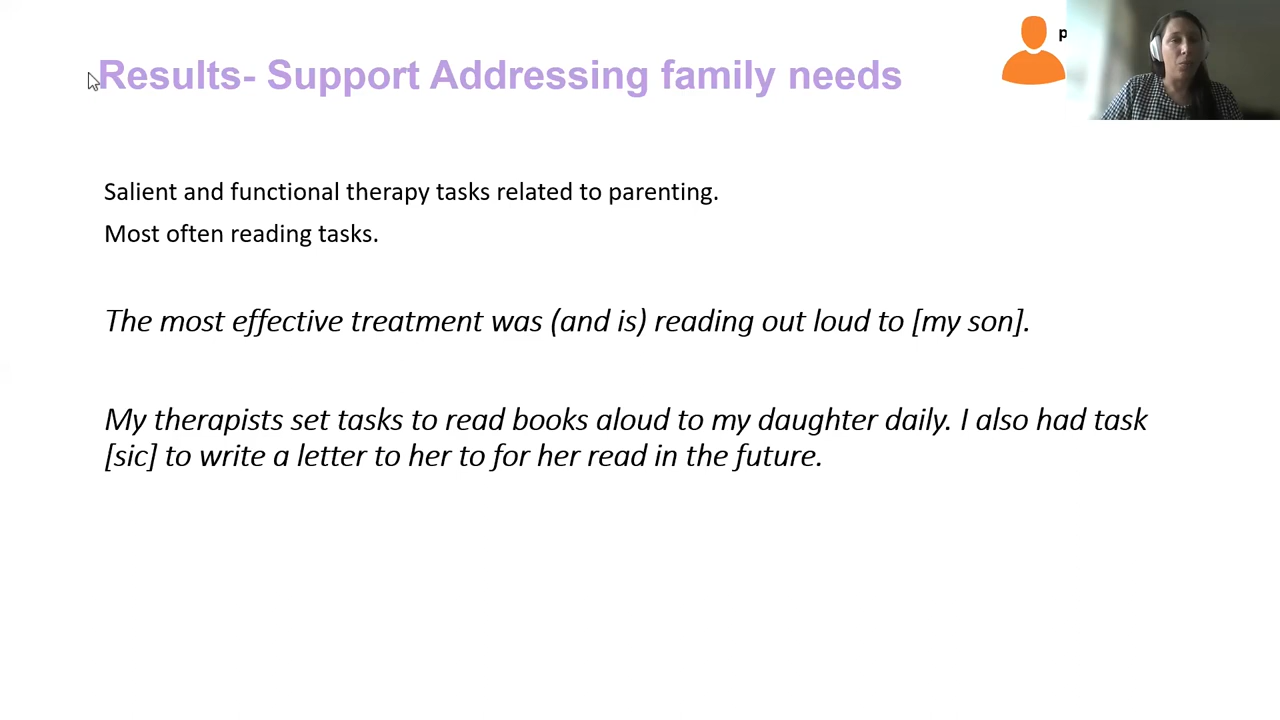 Results- Support Addressing family needs
Salient and functional therapy tasks related to parenting.
Most often reading tasks.
The most effective treatment was (and is) reading out loud to [my son].
My therapists set tasks to read books aloud to my daughter daily. I also had task
[sic] to write a letter to her to for her read in the future.